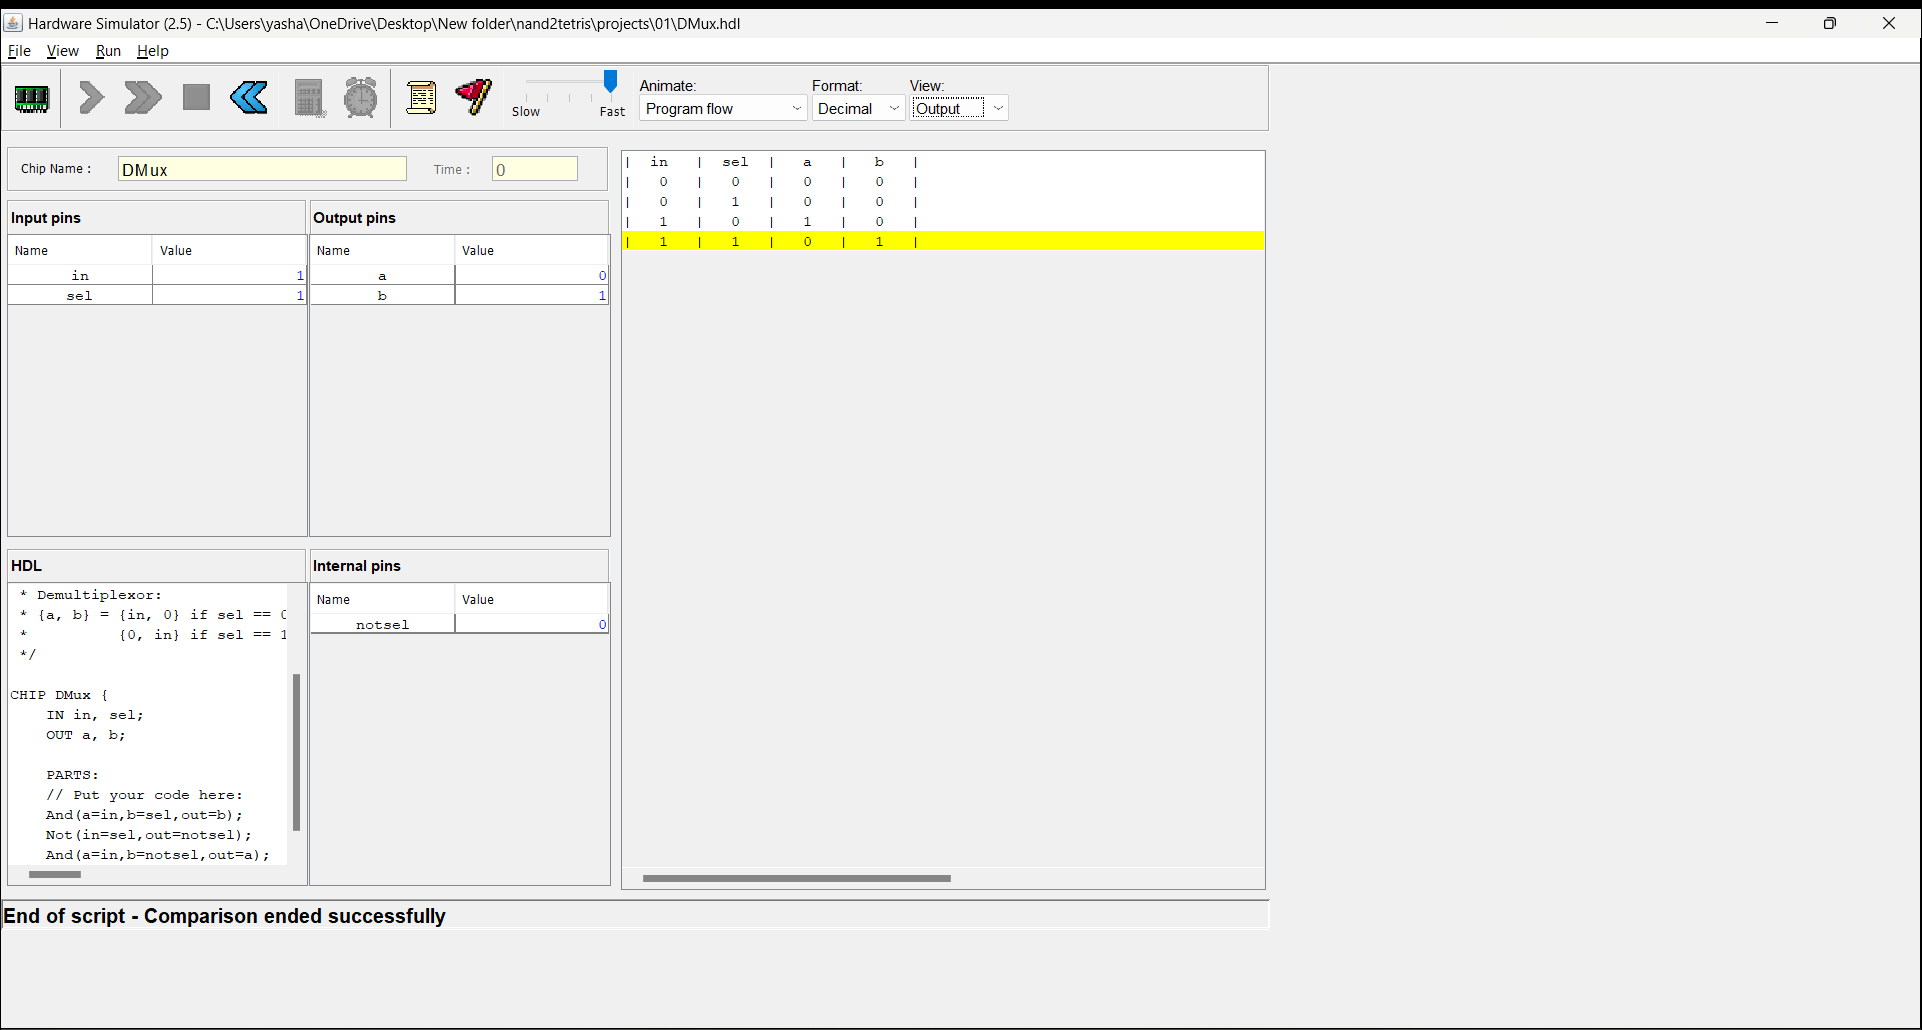 Hardware Simulator (2.5) - C:\Users\yasha\OneDrive\Desktop\New folder\nand2tetris\projects\01\DMux.hdl
File View Run Help
Slow Fast
Animate: Format: View:
Program flow Decimal Output
Chip Name : DMux Time : 0
Input pins
Name Value
in 1
sel 1
Output pins
Name Value
a 0
b 1
| in | sel | a | b |
| 0 | 0 | 0 | 0 |
| 0 | 1 | 0 | 0 |
| 1 | 0 | 1 | 0 |
| 1 | 1 | 0 | 1 |
HDL
* Demultiplexor:
* {a, b} = {in, 0} if sel == 0
* {0, in} if sel == 1
*/
CHIP DMux {
IN in, sel;
OUT a, b;
PARTS:
// Put your code here:
And(a=in,b=sel,out=b);
Not(in=sel,out=notsel);
And(a=in,b=notsel,out=a);
Internal pins
Name Value
notsel 0
End of script - Comparison ended successfully